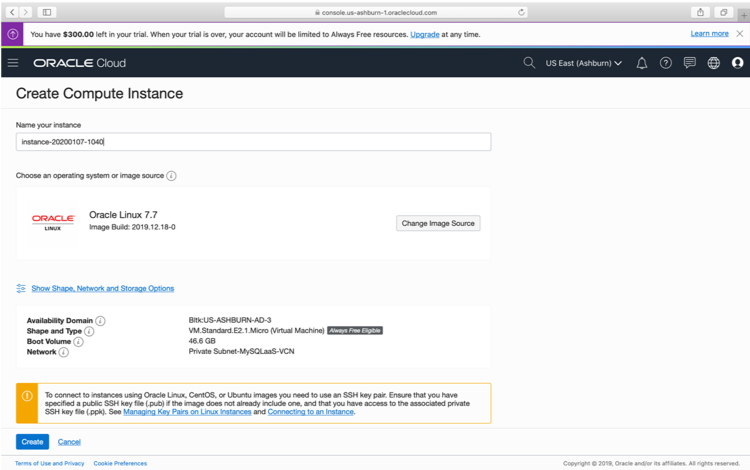 console.us-ashburn-1.oraclecloud.com
You have $300.00 left in your trial. When your trial is over, your account will be limited to Always Free resources. Upgrade at any time.
Learn more
ORACLE Cloud
US East (Ashburn)
Create Compute Instance
Name your instance
instance-20200107-1040
Choose an operating system or image source
ORACLE
LINUX
Oracle Linux 7.7
Image Build: 2019.12.18-0
Change Image Source
Show Shape, Network and Storage Options
Availability Domain Bltk:US-ASHBURN-AD-3
Shape and Type VM.Standard.E2.1.Micro (Virtual Machine) Always Free Eligible
Boot Volume 46.6 GB
Network Private Subnet-MySQLaaS-VCN
To connect to instances using Oracle Linux, CentOS, or Ubuntu images you need to use an SSH key pair. Ensure that you have
specified a public SSH key file (.pub) if the image does not already include one, and that you have access to the associated private
SSH key file (.ppk). See Managing Key Pairs on Linux Instances and Connecting to an Instance.
Create
Cancel
Terms of Use and Privacy
Cookie Preferences
Copyright © 2019, Oracle and/or its affiliates. All rights reserved.